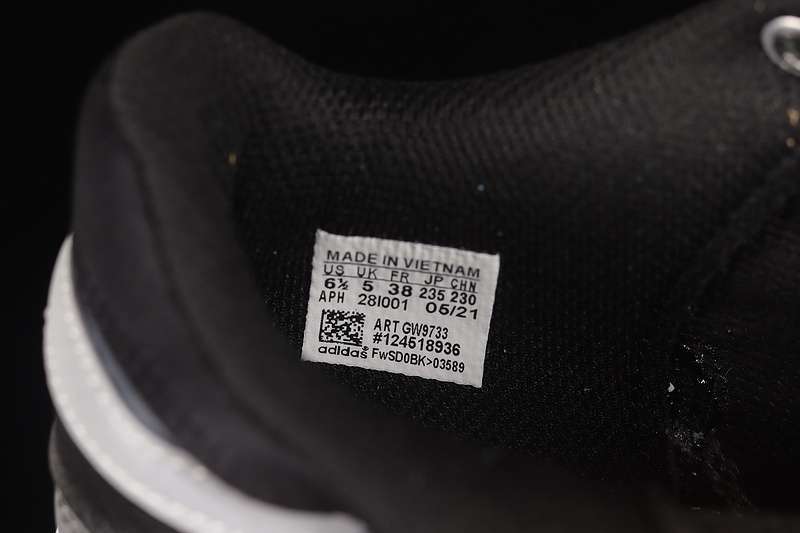 MADE IN VIETNAM
US UK FR JP CHN
6½ 5 38 235 230
APH 28I001 05/21
ART GW9733
#124518936
adidas FwSD0BK>03589